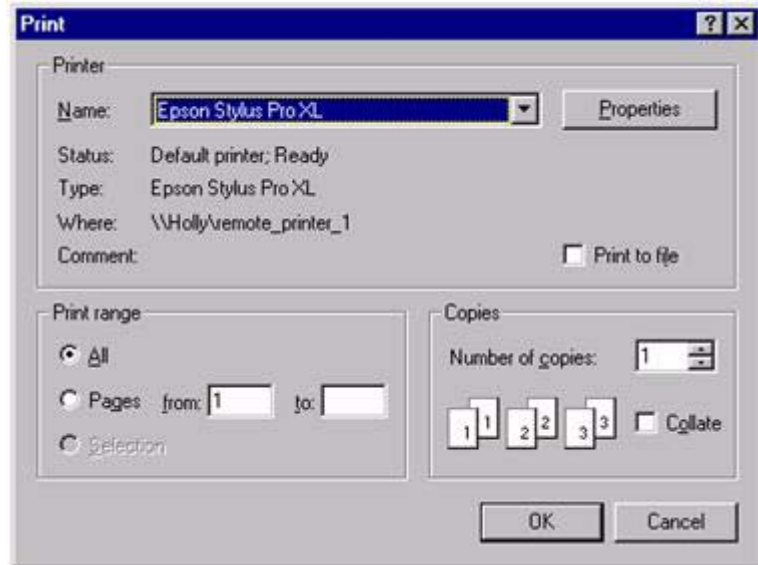 Print
Printer
Name: Epson Stylus Pro XL Properties
Status: Default printer; Ready
Type: Epson Stylus Pro XL
Where: \\Holly\remote_printer_1
Comment:
Print to file
Print range
All
Pages from: 1 to:
Selection
Copies
Number of copies: 1
1 1 2 2 3 3 Collate
OK Cancel